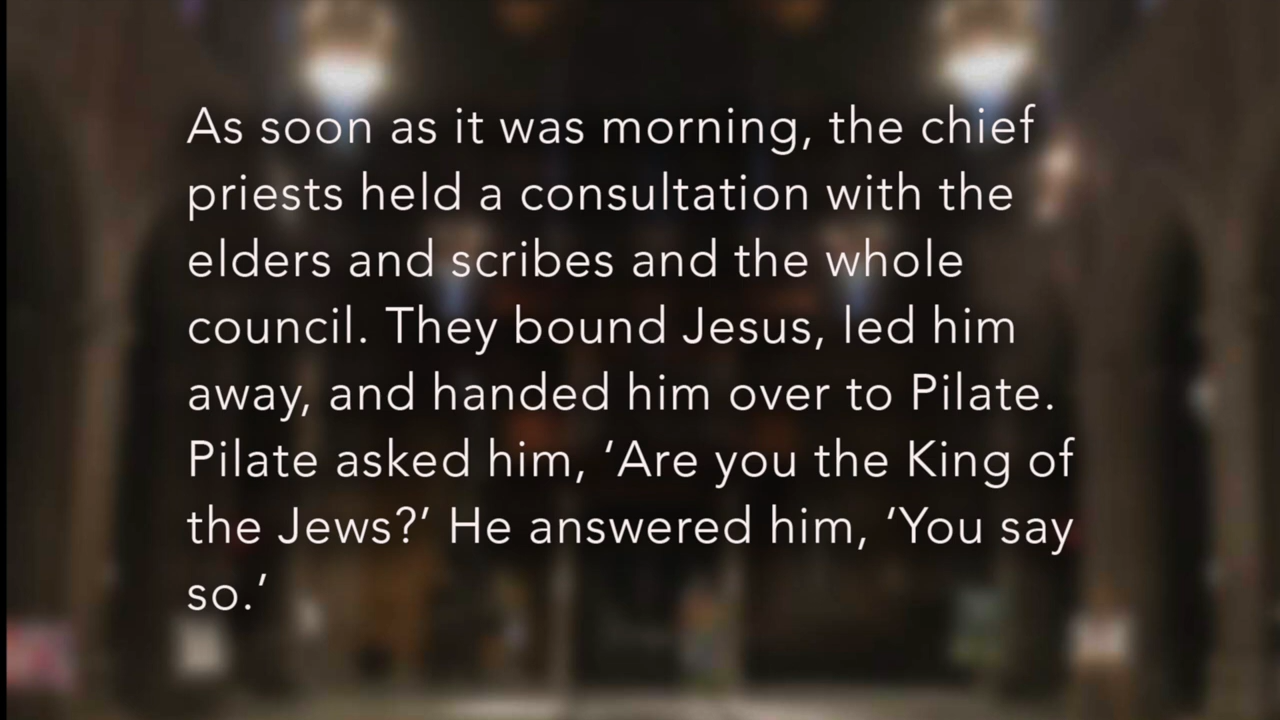 As soon as it was morning, the chief
priests held a consultation with the
elders and scribes and the whole
council. They bound Jesus, led him
away, and handed him over to Pilate.
Pilate asked him, ‘Are you the King of
the Jews?’ He answered him, ‘You say
so.’